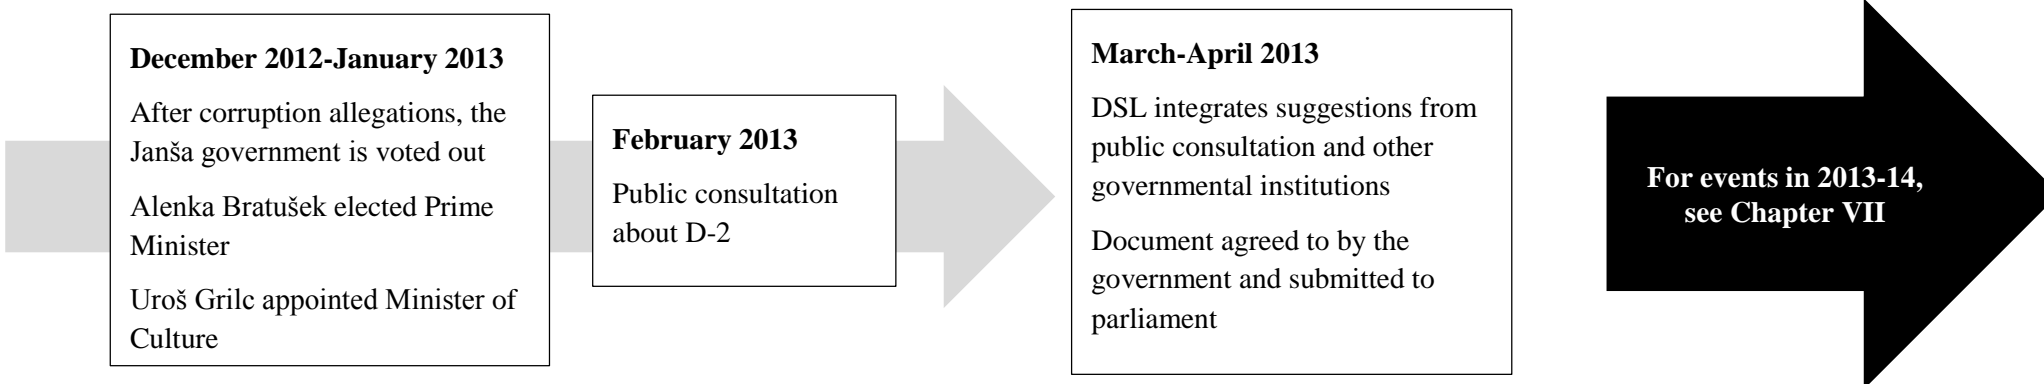 December 2012-January 2013
After corruption allegations, the
Janša government is voted out
Alenka Bratušek elected Prime
Minister
Uroš Grilc appointed Minister of
Culture
February 2013
Public consultation
about D-2
March-April 2013
DSL integrates suggestions from
public consultation and other
governmental institutions
Document agreed to by the
government and submitted to
parliament
For events in 2013-14,
see Chapter VII